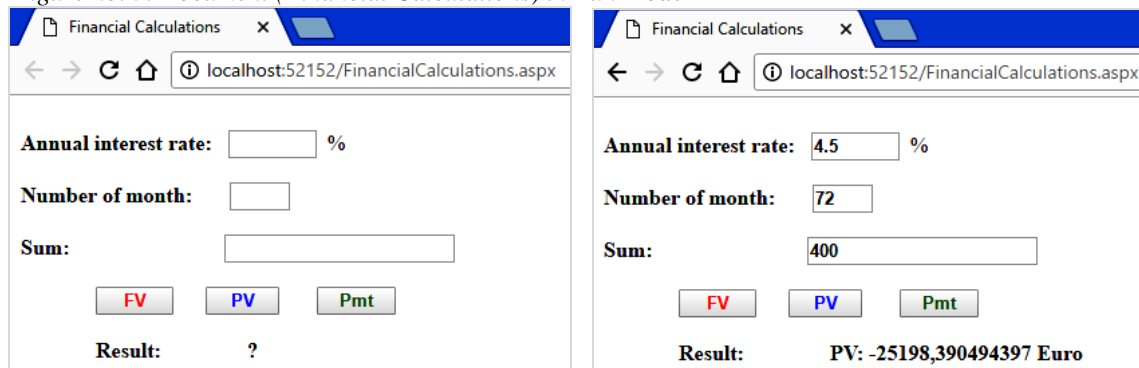 Financial Calculations
localhost:52152/FinancialCalculations.aspx
Annual interest rate: %
Number of month:
Sum:
FV PV Pmt
Result: ?
Financial Calculations
localhost:52152/FinancialCalculations.aspx
Annual interest rate: 4.5 %
Number of month: 72
Sum: 400
FV PV Pmt
Result: PV: -25198,390494397 Euro